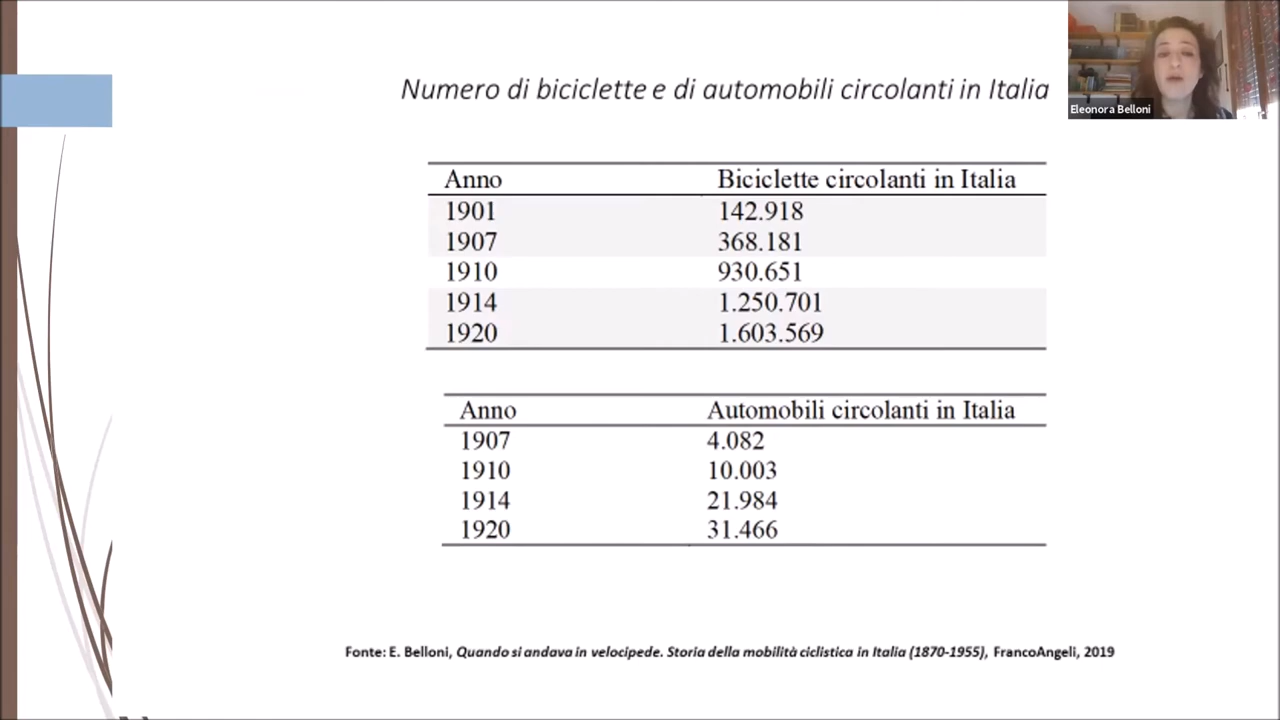 Numero di biciclette e di automobili circolanti in Italia
Eleonora Belloni
Anno Biciclette circolanti in Italia
1901 142.918
1907 368.181
1910 930.651
1914 1.250.701
1920 1.603.569
Anno Automobili circolanti in Italia
1907 4.082
1910 10.003
1914 21.984
1920 31.466
Fonte: E. Belloni, Quando si andava in velocipede. Storia della mobilità ciclistica in Italia (1870-1955), FrancoAngeli, 2019